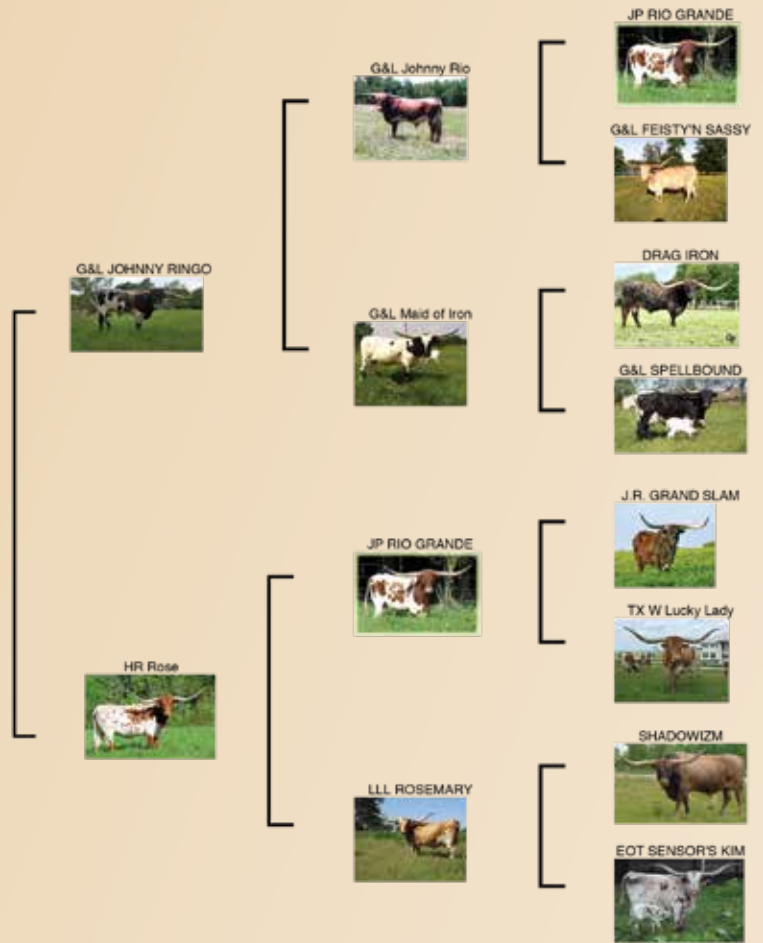 JP RIO GRANDE
G&L Johnny Rio
G&L FEISTY'N SASSY
G&L JOHNNY RINGO
DRAG IRON
G&L Maid of Iron
G&L SPELLBOUND
J.R. GRAND SLAM
JP RIO GRANDE
TX W Lucky Lady
HR Rose
SHADOWIZM
LLL ROSEMARY
EOT SENSOR'S KIM